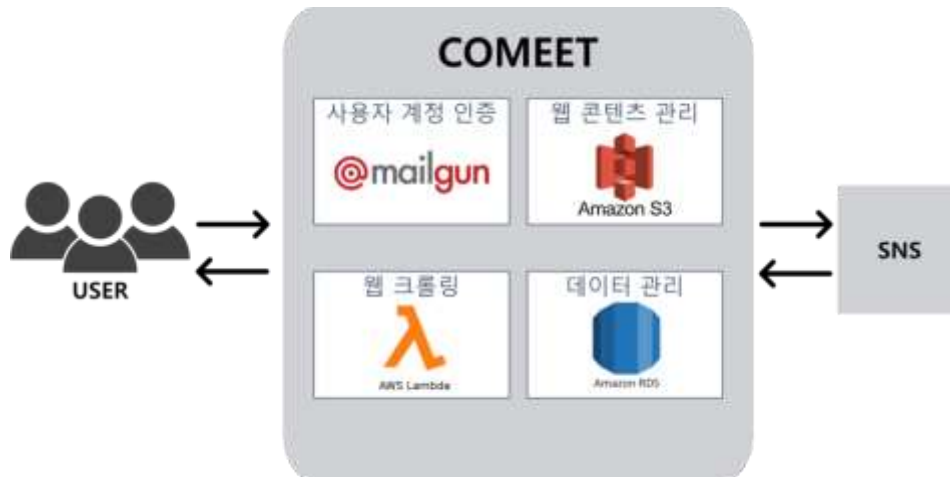 COMEET
사용자 계정 인증
@mailgun
웹 콘텐츠 관리
Amazon S3
USER
SNS
웹 크롤링
AWS Lambda
데이터 관리
Amazon RDS